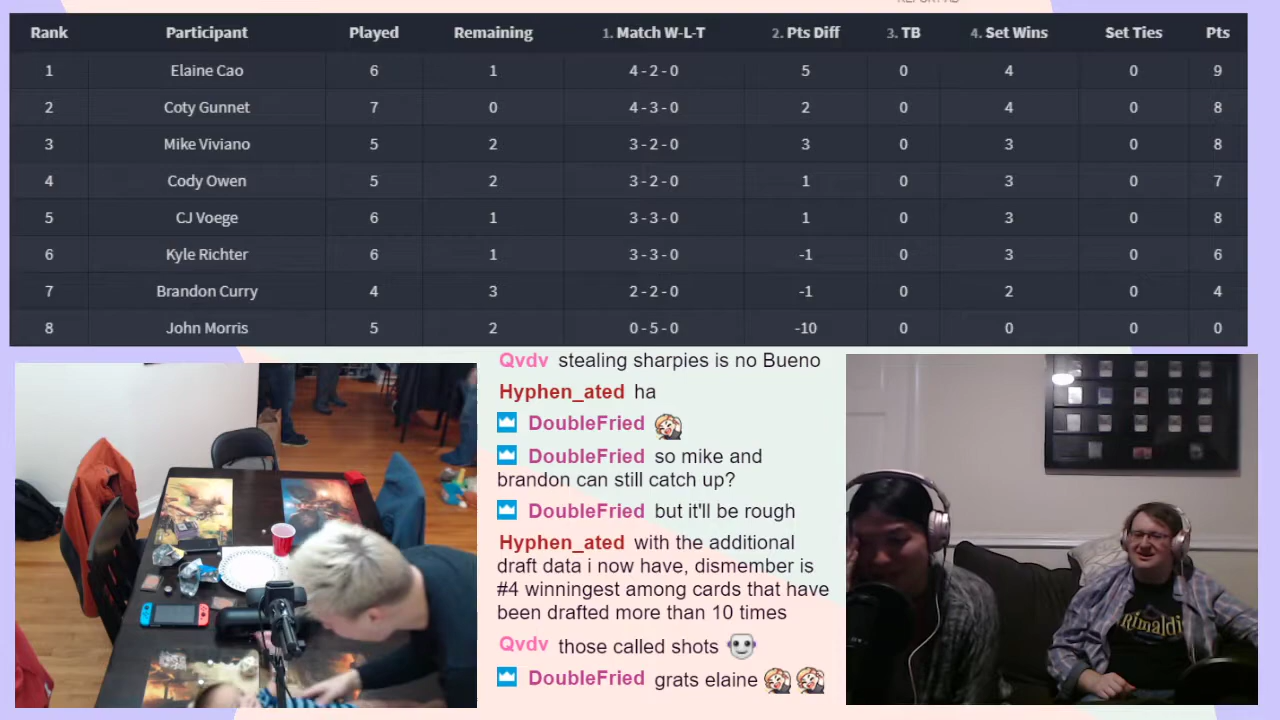 Rank Participant Played Remaining 1. Match W-L-T 2. Pts Diff 3. TB 4. Set Wins Set Ties Pts
1 Elaine Cao 6 1 4 - 2 - 0 5 0 4 0 9
2 Coty Gunnet 7 0 4 - 3 - 0 2 0 4 0 8
3 Mike Viviano 5 2 3 - 2 - 0 3 0 3 0 8
4 Cody Owen 5 2 3 - 2 - 0 1 0 3 0 7
5 CJ Voege 6 1 3 - 3 - 0 1 0 3 0 8
6 Kyle Richter 6 1 3 - 3 - 0 -1 0 3 0 6
7 Brandon Curry 4 3 2 - 2 - 0 -1 0 2 0 4
8 John Morris 5 2 0 - 5 - 0 -10 0 0 0 0
Qvdv stealing sharpies is no Bueno
Hyphen_ated ha
DoubleFried
DoubleFried so mike and
brandon can still catch up?
DoubleFried but it'll be rough
Hyphen_ated with the additional
draft data i now have, dismember is
#4 winningest among cards that have
been drafted more than 10 times
Qvdv those called shots
DoubleFried grats elaine
Rimaldi